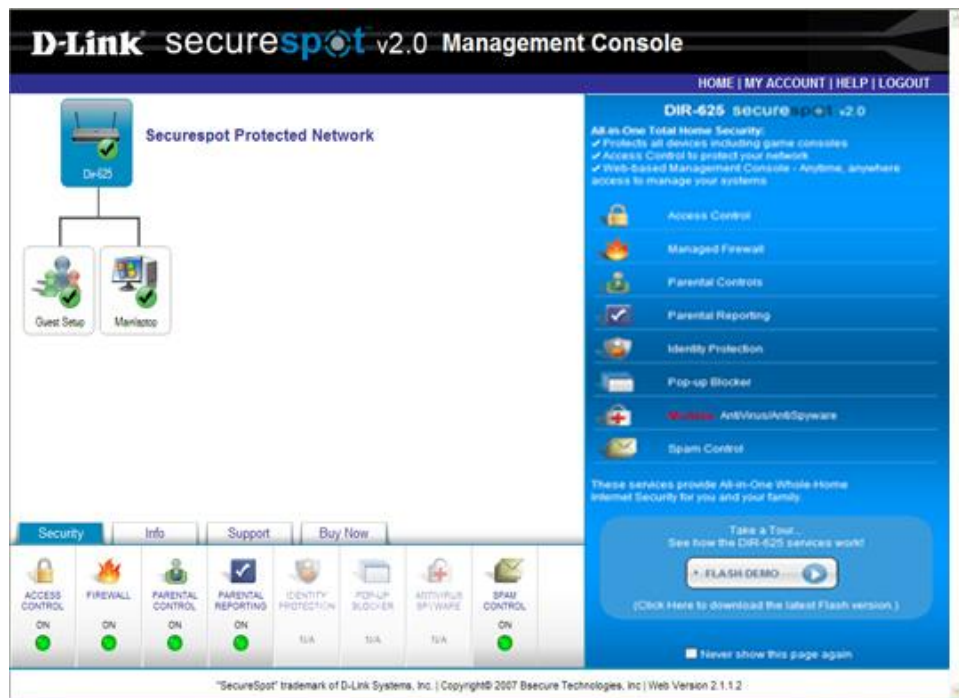 D-Link securespot v2.0 Management Console
HOME | MY ACCOUNT | HELP | LOGOUT
Securespot Protected Network
Dir-625
Guest Setup
Mainlaptop
DIR-625 securespot v2.0
All-in-One Total Home Security:
✓ Protects all devices including game consoles
✓ Access Control to protect your network
✓ Web-based Management Console - Anytime, anywhere
access to manage your systems
Access Control
Managed Firewall
Parental Controls
Parental Reporting
Identity Protection
Pop-up Blocker
AntiVirus/AntiSpyware
Spam Control
These services provide All-in-One Whole-Home
Internet Security for you and your family.
Take a Tour...
See how the DIR-625 services work!
FLASH DEMO
(Click Here to download the latest Flash version.)
Never show this page again
Security Info Support Buy Now
ACCESS CONTROL
ON
FIREWALL
ON
PARENTAL CONTROL
ON
PARENTAL REPORTING
ON
IDENTITY PROTECTION
N/A
POP-UP BLOCKER
N/A
ANTIVIRUS SPYWARE
N/A
SPAM CONTROL
ON
"SecureSpot" trademark of D-Link Systems, Inc. | Copyright© 2007 Bsecure Technologies, Inc | Web Version 2.1.1.2